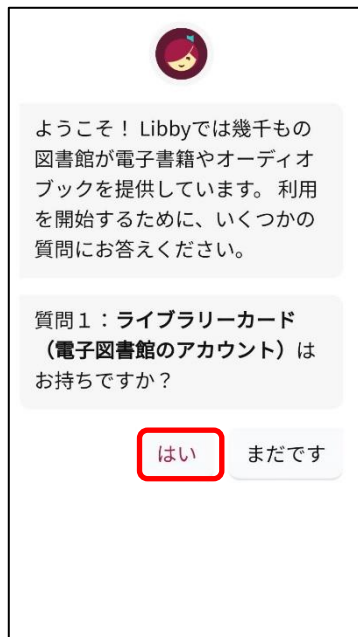 ようこそ！ Libbyでは幾千もの
図書館が電子書籍やオーディオ
ブックを提供しています。 利用
を開始するために、いくつかの
質問にお答えください。
質問１：ライブラリーカード
（電子図書館のアカウント）は
お持ちですか？
はい まだです